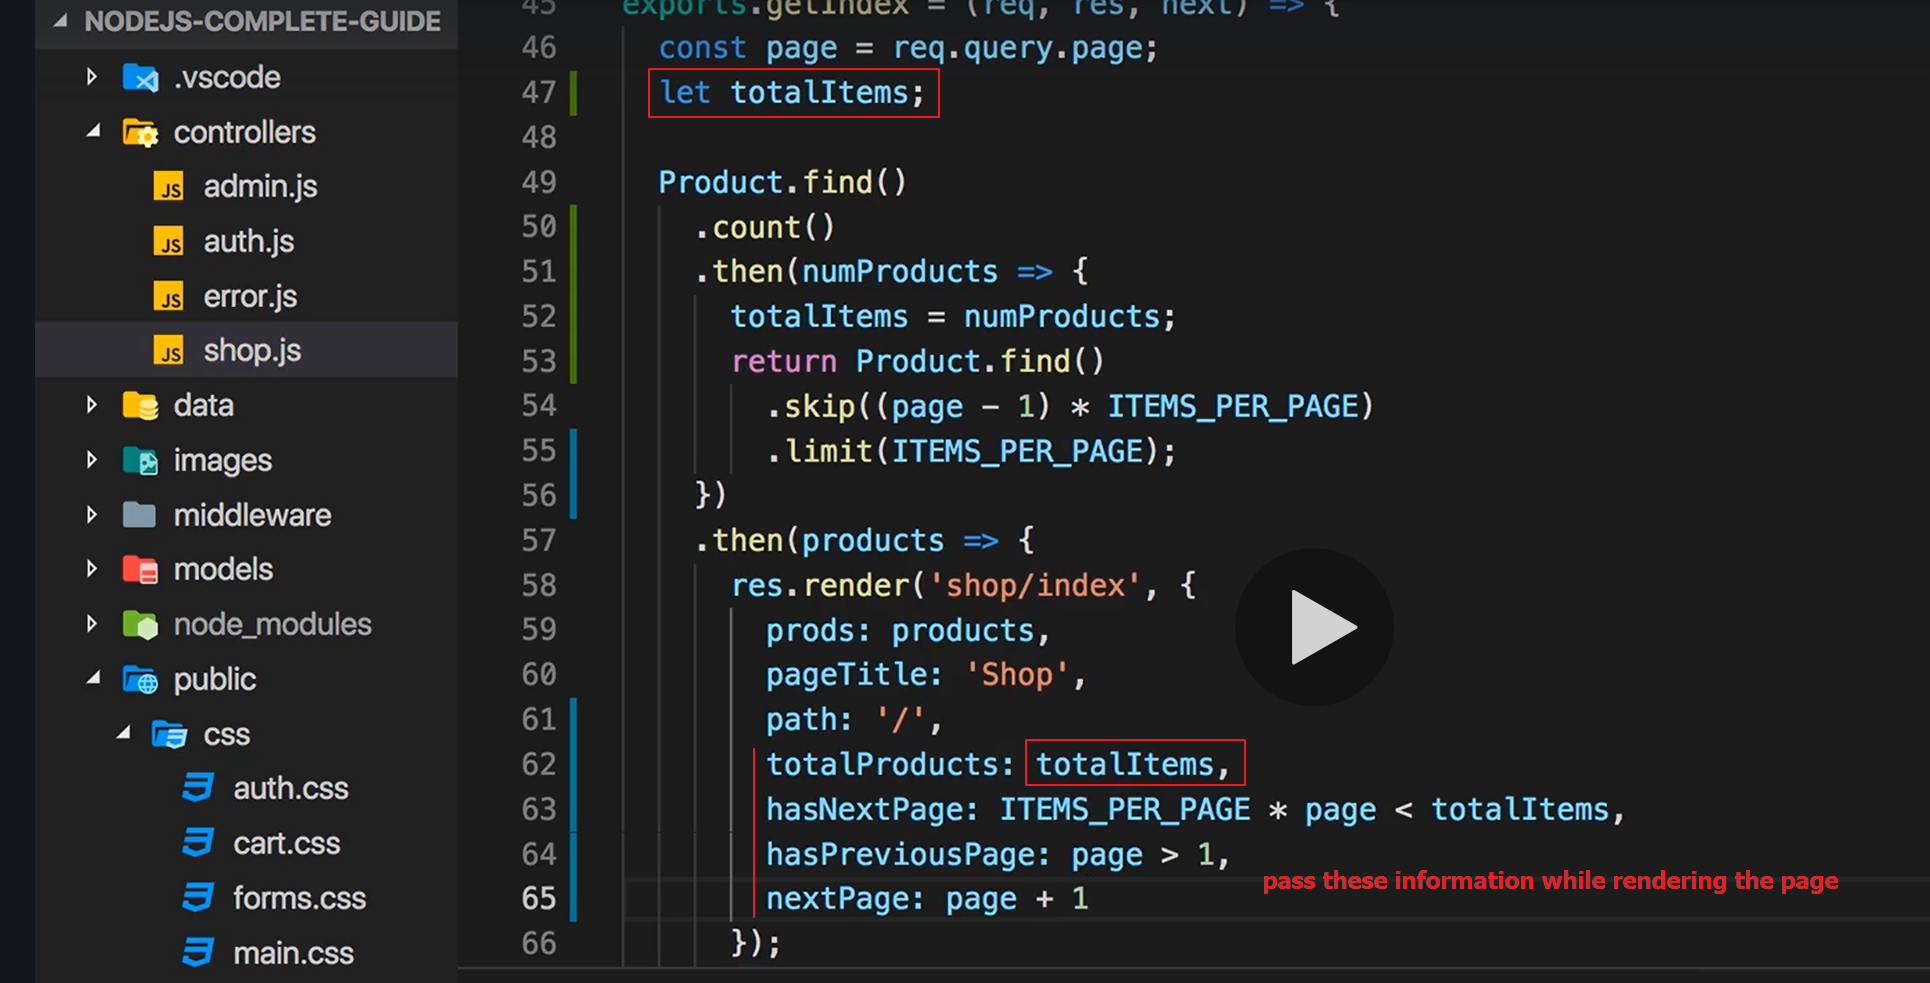 NODEJS-COMPLETE-GUIDE
.vscode
controllers
JS admin.js
JS auth.js
JS error.js
JS shop.js
data
images
middleware
models
node_modules
public
css
auth.css
cart.css
forms.css
main.css
45 exports.getIndex = (req, res, next) => {
46 const page = req.query.page;
47 let totalItems;
48
49 Product.find()
50 .count()
51 .then(numProducts => {
52 totalItems = numProducts;
53 return Product.find()
54 .skip((page - 1) * ITEMS_PER_PAGE)
55 .limit(ITEMS_PER_PAGE);
56 })
57 .then(products => {
58 res.render('shop/index', {
59 prods: products,
60 pageTitle: 'Shop',
61 path: '/',
62 totalProducts: totalItems,
63 hasNextPage: ITEMS_PER_PAGE * page < totalItems,
64 hasPreviousPage: page > 1,
pass these information while rendering the page
65 nextPage: page + 1
66 });